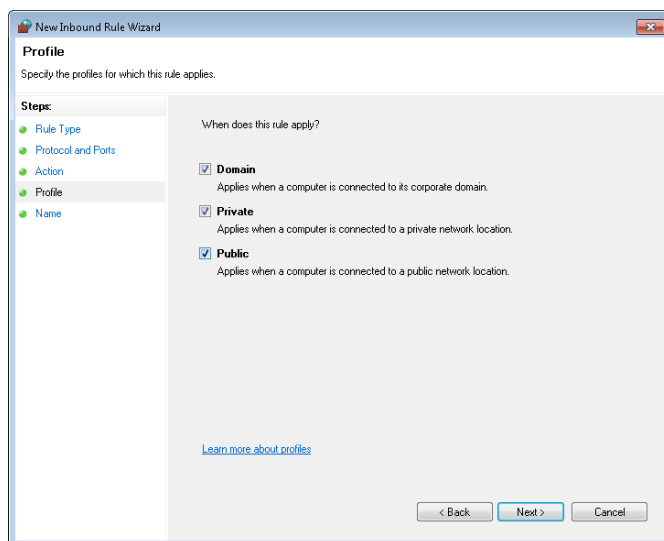 New Inbound Rule Wizard
Profile
Specify the profiles for which this rule applies.
Steps:
Rule Type
Protocol and Ports
Action
Profile
Name
When does this rule apply?
Domain
Applies when a computer is connected to its corporate domain.
Private
Applies when a computer is connected to a private network location.
Public
Applies when a computer is connected to a public network location.
Learn more about profiles
< Back
Next >
Cancel